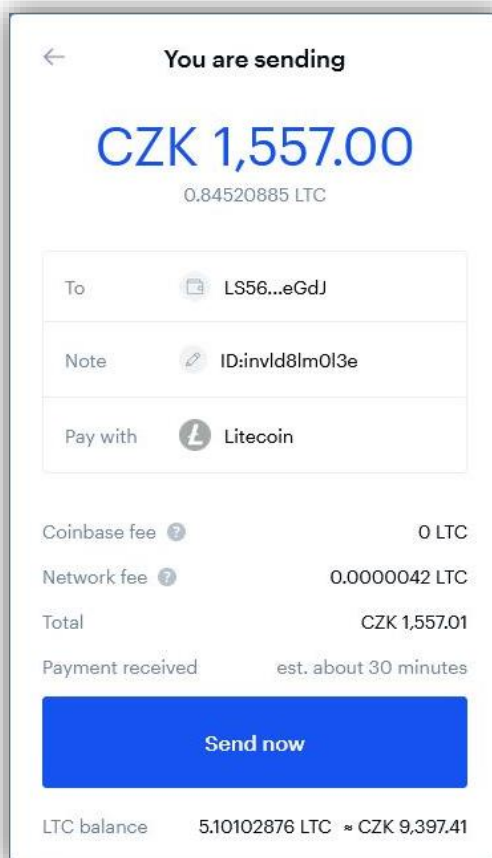 You are sending
CZK 1,557.00
0.84520885 LTC
To LS56...eGdJ
Note ID:invld8lm0l3e
Pay with Litecoin
Coinbase fee ? 0 LTC
Network fee ? 0.0000042 LTC
Total CZK 1,557.01
Payment received est. about 30 minutes
Send now
LTC balance 5.10102876 LTC ≈ CZK 9,397.41